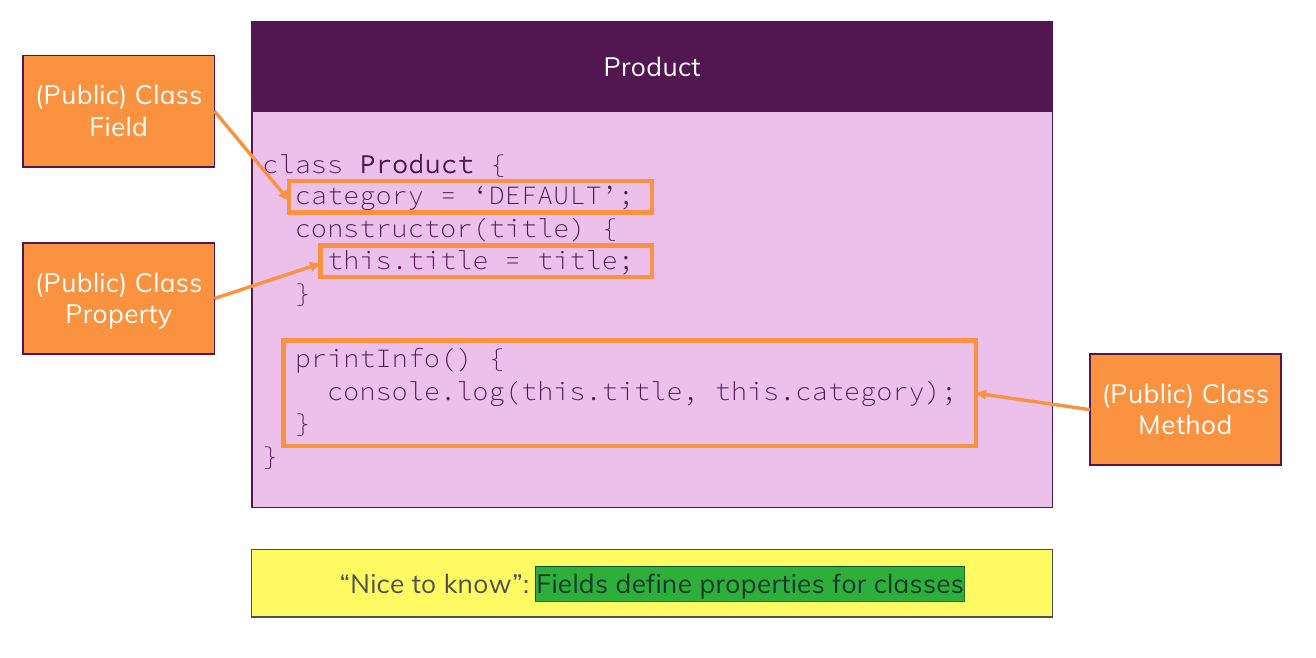 Product
(Public) Class
Field
class Product {
category = ‘DEFAULT’;
constructor(title) {
this.title = title;
}
(Public) Class
Property
printInfo() {
console.log(this.title, this.category);
}
}
(Public) Class
Method
“Nice to know”: Fields define properties for classes